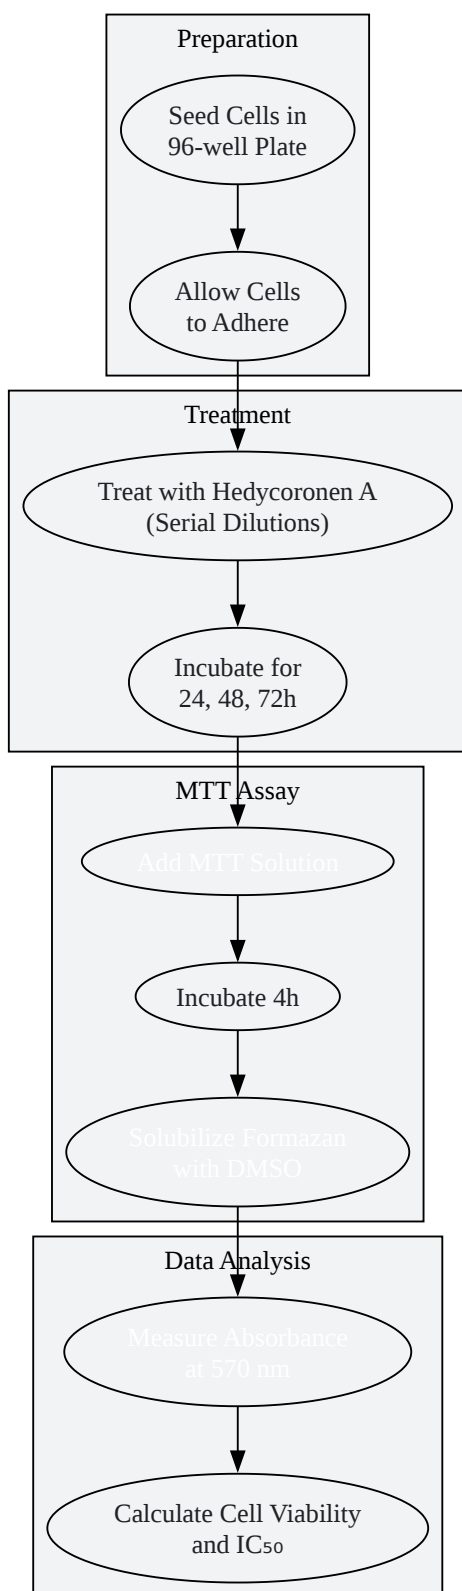 Preparation
Seed Cells in
96-well Plate
Allow Cells
to Adhere
Treatment
Treat with Hedycoronen A
(Serial Dilutions)
Incubate for
24, 48, 72h
MTT Assay
Add MTT Solution
Incubate 4h
Solubilize Formazan
with DMSO
Data Analysis
Measure Absorbance
at 570 nm
Calculate Cell Viability
and IC₅₀